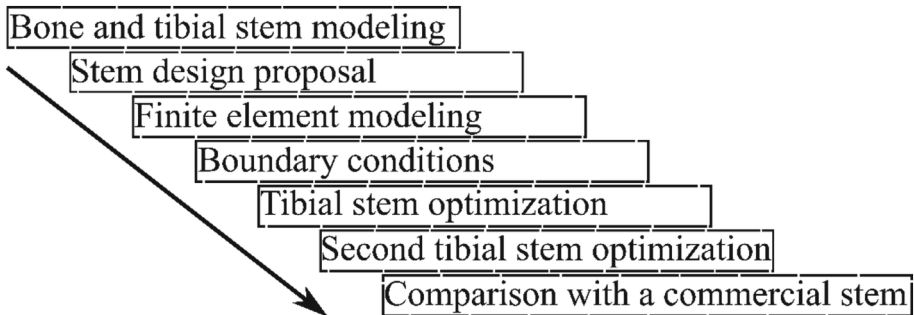 Bone and tibial stem modeling
Stem design proposal
Finite element modeling
Boundary conditions
Tibial stem optimization
Second tibial stem optimization
Comparison with a commercial stem